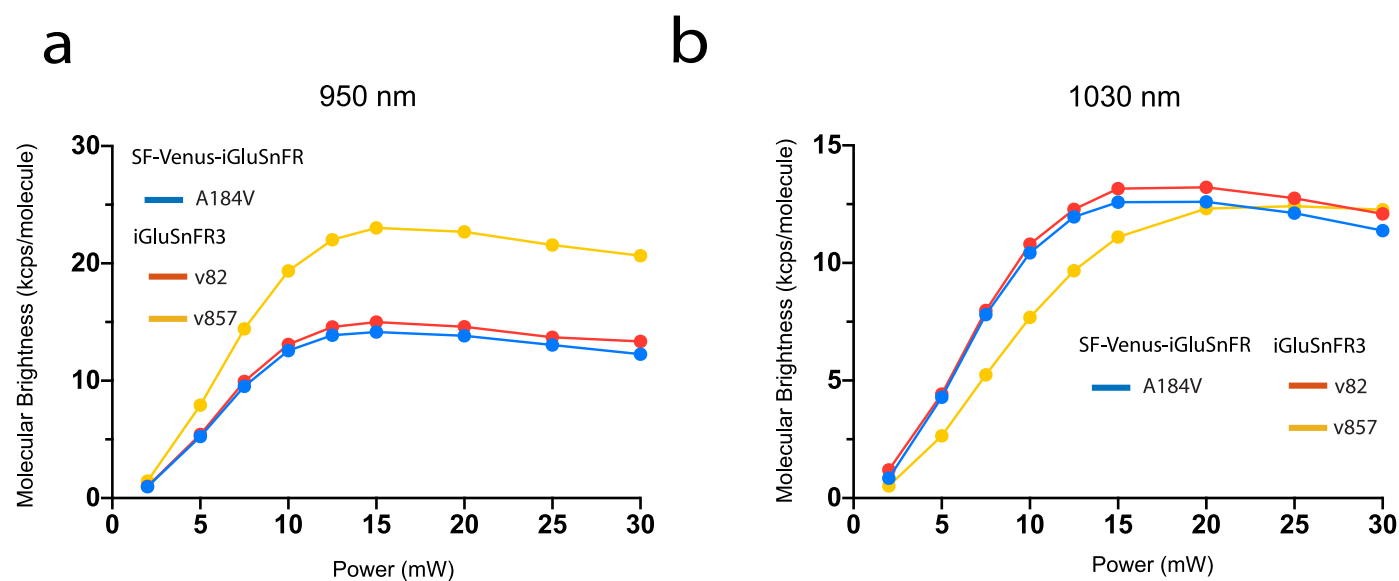 a
950 nm
Molecular Brightness (kcps/molecule)
30
20
10
0
SF-Venus-iGluSnFR
A184V
iGluSnFR3
v82
v857
0 5 10 15 20 25 30
Power (mW)
b
1030 nm
Molecular Brightness (kcps/molecule)
15
10
5
0
SF-Venus-iGluSnFR iGluSnFR3
A184V v82
v857
0 5 10 15 20 25 30
Power (mW)